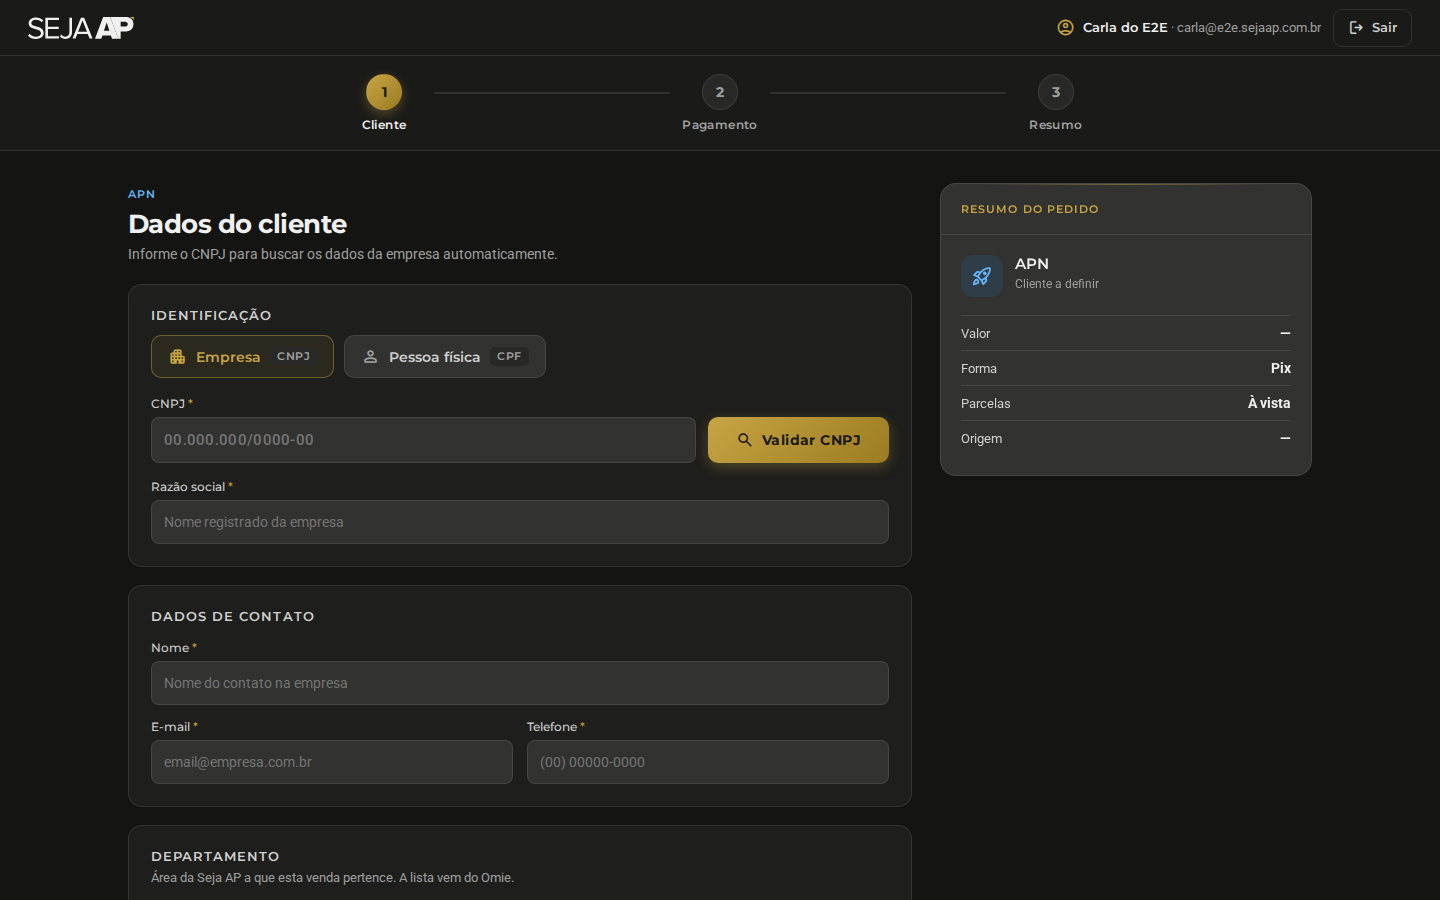 SEJA AP
Carla do E2E · carla@e2e.sejaap.com.br
Sair
1
2
3
Cliente
Pagamento
Resumo
APN
Dados do cliente
Informe o CNPJ para buscar os dados da empresa automaticamente.
IDENTIFICAÇÃO
Empresa CNPJ
Pessoa física CPF
CNPJ *
00.000.000/0000-00
Validar CNPJ
Razão social *
Nome registrado da empresa
DADOS DE CONTATO
Nome *
Nome do contato na empresa
E-mail *
Telefone *
email@empresa.com.br
(00) 00000-0000
DEPARTAMENTO
Área da Seja AP a que esta venda pertence. A lista vem do Omie.
RESUMO DO PEDIDO
APN
Cliente a definir
Valor –
Forma Pix
Parcelas À vista
Origem –